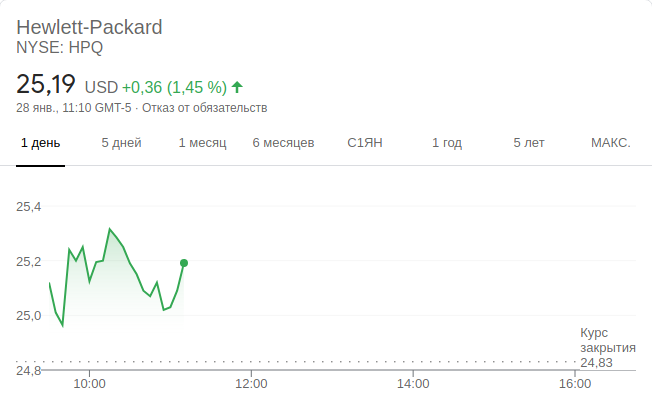 Hewlett-Packard
NYSE: HPQ
25,19 USD +0,36 (1,45 %)
28 янв., 11:10 GMT-5 · Отказ от обязательств
1 день 5 дней 1 месяц 6 месяцев С1ЯН 1 год 5 лет МАКС.
25,4
25,2
25,0
Курс
закрытия
24,83
24,8
10:00 12:00 14:00 16:00